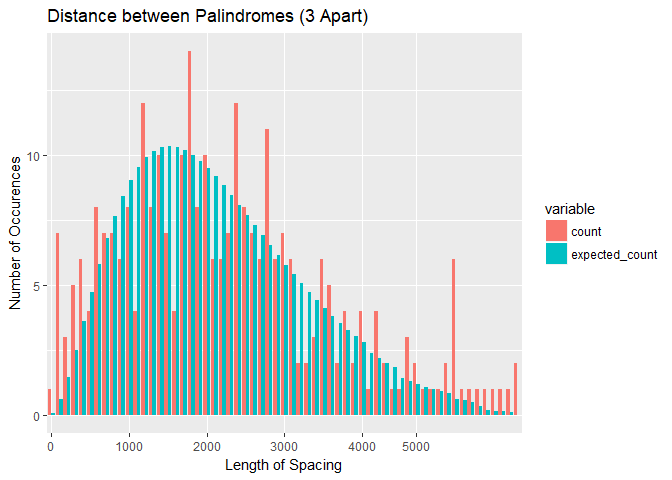 Distance between Palindromes (3 Apart)
Number of Occurences
10
5
0
0 1000 2000 3000 4000 5000
Length of Spacing
variable
count
expected_count